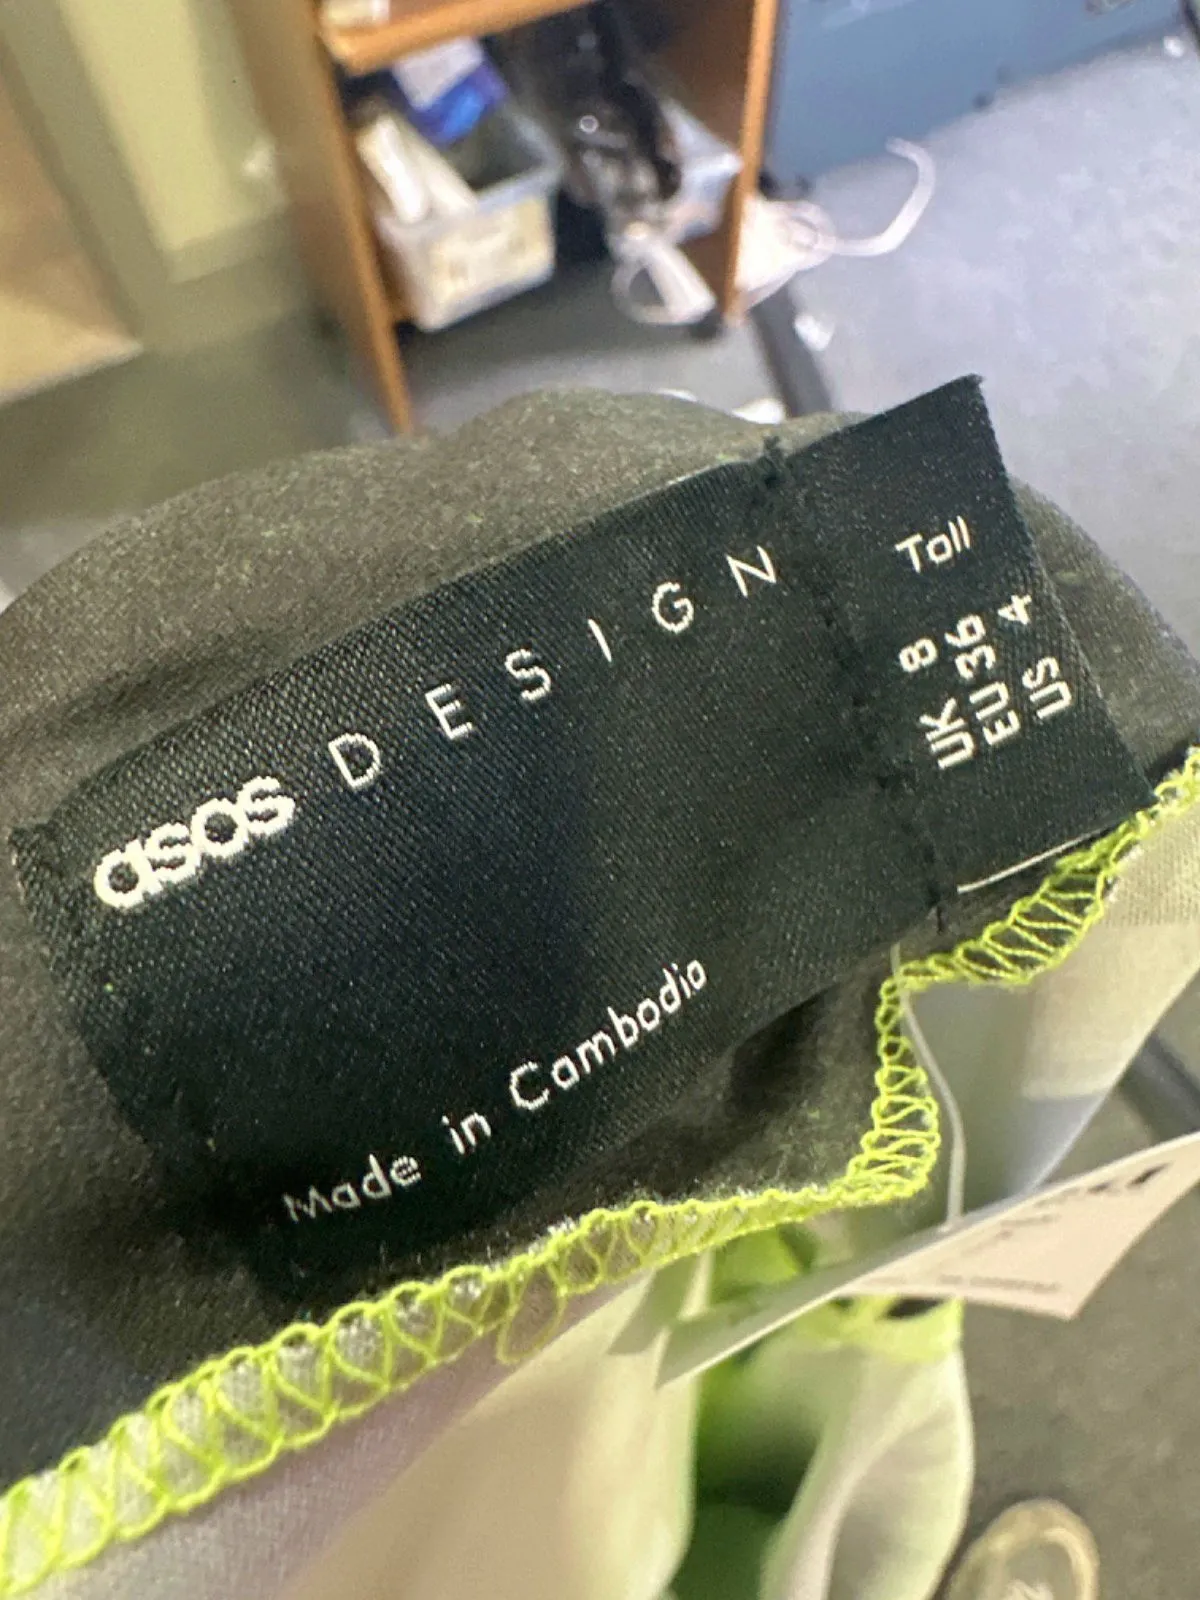 asos DESIGN
Made in Cambodia
Tall
UK 8
EU 36
US 4